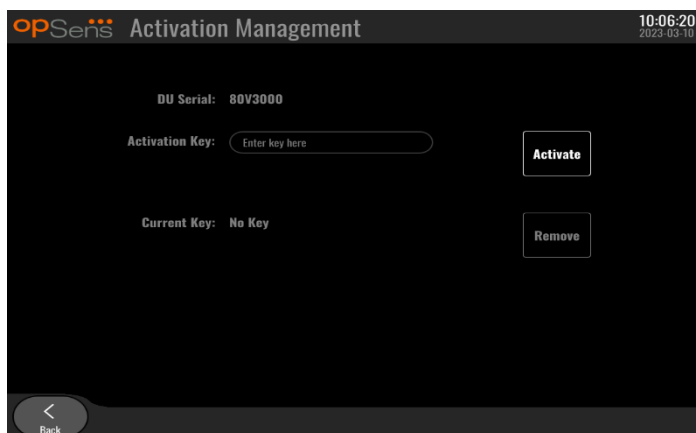 opSens Activation Management
10:06:20
2023-03-10
DU Serial: 80V3000
Activation Key: Enter key here
Activate
Current Key: No Key
Remove
Back